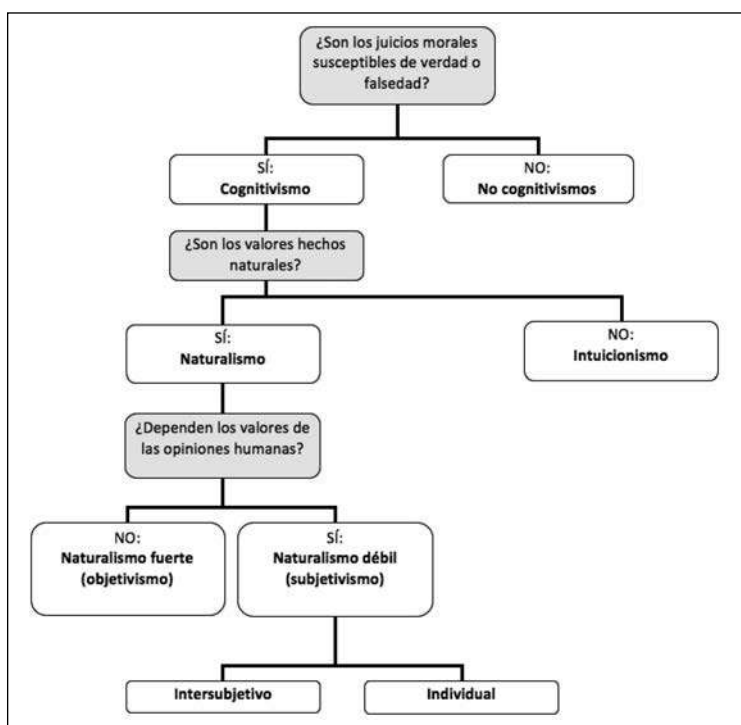 ¿Son los juicios morales
susceptibles de verdad o
falsedad?
SÍ:
Cognitivismo
NO:
No cognitivismos
¿Son los valores hechos
naturales?
SÍ:
Naturalismo
NO:
Intuicionismo
¿Dependen los valores de
las opiniones humanas?
NO:
Naturalismo fuerte
(objetivismo)
SÍ:
Naturalismo débil
(subjetivismo)
Intersubjetivo
Individual